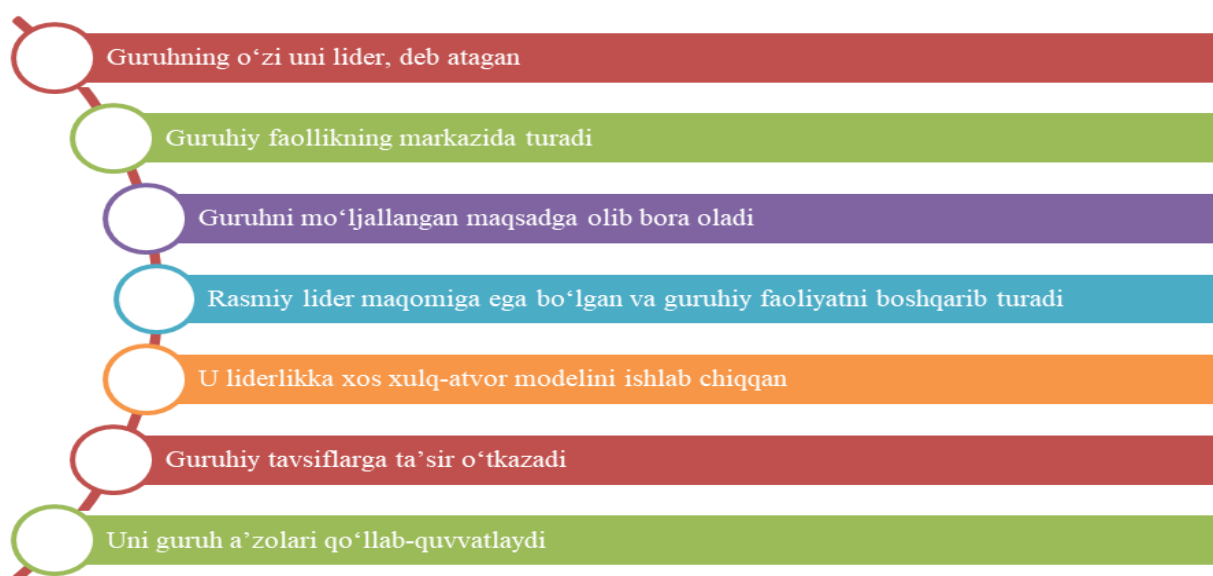 Guruhning o‘zi uni lider, deb atagan
Guruhiy faollikning markazida turadi
Guruhni mo‘ljallangan maqsadga olib bora oladi
Rasmiy lider maqomiga ega bo‘lgan va guruhiy faoliyatni boshqarib turadi
U liderlikka xos xulq-atvor modelini ishlab chiqqan
Guruhiy tavsiflarga ta’sir o‘tkazadi
Uni guruh a’zolari qo‘llab-quvvatlaydi